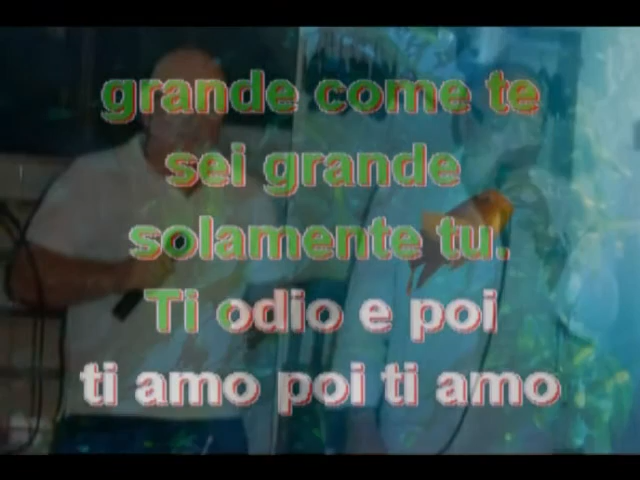 grande come te
sei grande
solamente tu.
Ti odio e poi
ti amo poi ti amo